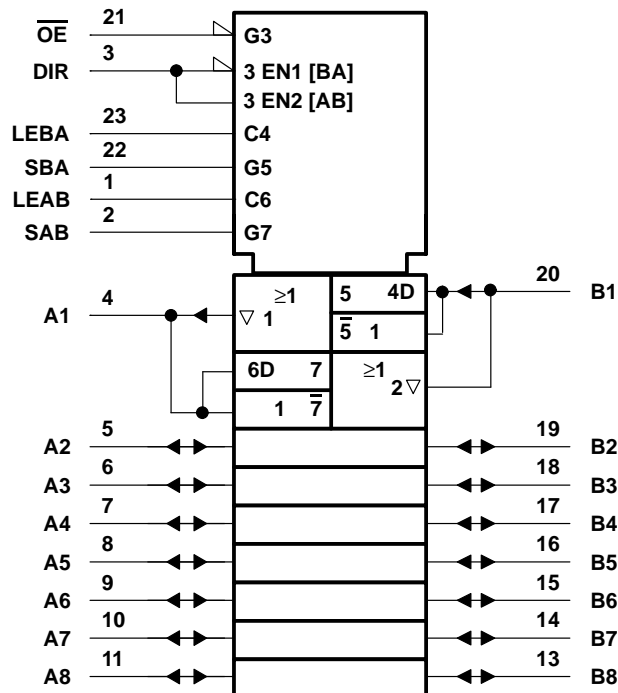 21
OE̅ G3
3
DIR 3 EN1 [BA]
3 EN2 [AB]
23
LEBA C4
22
SBA G5
1
LEAB C6
2
SAB G7
4 ≥1 5 4D 20
A1 ▽ 1 5̅ 1 B1
6D 7 ≥1
1 7̅ 2 ▽
5 19
A2 B2
6 18
A3 B3
7 17
A4 B4
8 16
A5 B5
9 15
A6 B6
10 14
A7 B7
11 13
A8 B8